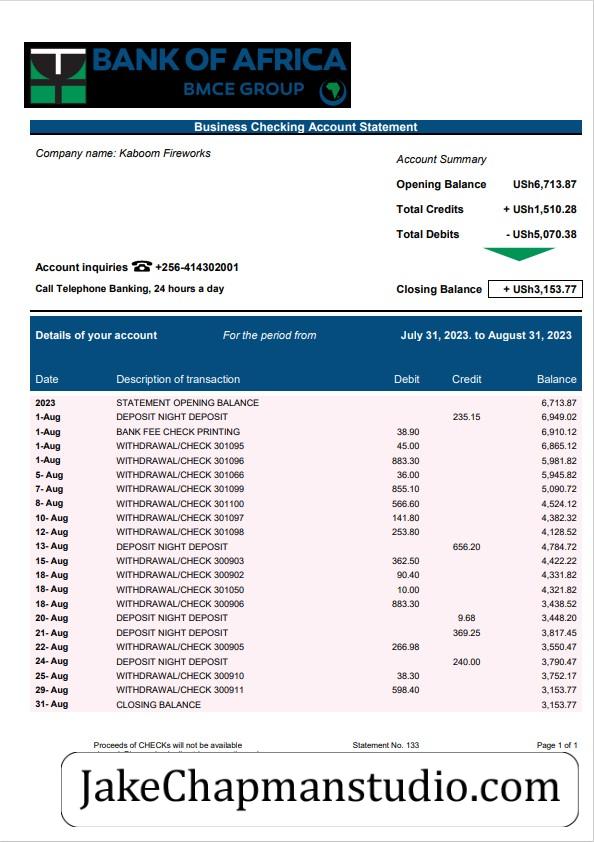 BANK OF AFRICA
BMCE GROUP
Business Checking Account Statement
Company name: Kaboom Fireworks
Account Summary
Opening Balance USh6,713.87
Total Credits + USh1,510.28
Total Debits - USh5,070.38
Account inquiries ☎ +256-414302001
Call Telephone Banking, 24 hours a day
Closing Balance + USh3,153.77
Details of your account For the period from July 31, 2023. to August 31, 2023
Date Description of transaction Debit Credit Balance
2023 STATEMENT OPENING BALANCE 6,713.87
1-Aug DEPOSIT NIGHT DEPOSIT 235.15 6,949.02
1-Aug BANK FEE CHECK PRINTING 38.90 6,910.12
1-Aug WITHDRAWAL/CHECK 301095 45.00 6,865.12
1-Aug WITHDRAWAL/CHECK 301096 883.30 5,981.82
5- Aug WITHDRAWAL/CHECK 301066 36.00 5,945.82
7- Aug WITHDRAWAL/CHECK 301099 855.10 5,090.72
8- Aug WITHDRAWAL/CHECK 301100 566.60 4,524.12
10- Aug WITHDRAWAL/CHECK 301097 141.80 4,382.32
12- Aug WITHDRAWAL/CHECK 301098 253.80 4,128.52
13- Aug DEPOSIT NIGHT DEPOSIT 656.20 4,784.72
15- Aug WITHDRAWAL/CHECK 300903 362.50 4,422.22
18- Aug WITHDRAWAL/CHECK 300902 90.40 4,331.82
18- Aug WITHDRAWAL/CHECK 301050 10.00 4,321.82
18- Aug WITHDRAWAL/CHECK 300906 883.30 3,438.52
20- Aug DEPOSIT NIGHT DEPOSIT 9.68 3,448.20
21- Aug DEPOSIT NIGHT DEPOSIT 369.25 3,817.45
22- Aug WITHDRAWAL/CHECK 300905 266.98 3,550.47
24- Aug DEPOSIT NIGHT DEPOSIT 240.00 3,790.47
25- Aug WITHDRAWAL/CHECK 300910 38.30 3,752.17
29- Aug WITHDRAWAL/CHECK 300911 598.40 3,153.77
31- Aug CLOSING BALANCE 3,153.77
Proceeds of CHECKs will not be available Statement No. 133 Page 1 of 1
JakeChapmanstudio.com